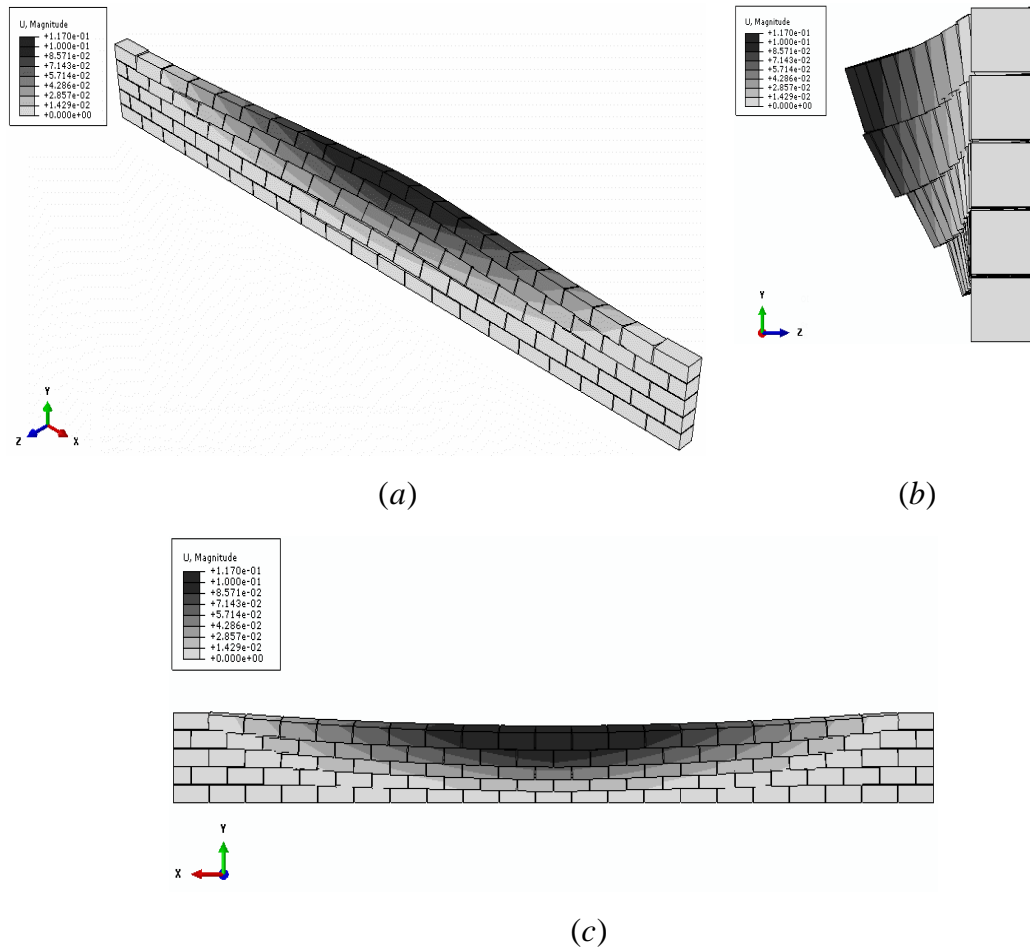 U, Magnitude
+1.170e-01
+1.000e-01
+8.571e-02
+7.143e-02
+5.714e-02
+4.286e-02
+2.857e-02
+1.429e-02
+0.000e+00
Y
Z
X
(a)
U, Magnitude
+1.170e-01
+1.000e-01
+8.571e-02
+7.143e-02
+5.714e-02
+4.286e-02
+2.857e-02
+1.429e-02
+0.000e+00
Y
Z
(b)
U, Magnitude
+1.170e-01
+1.000e-01
+8.571e-02
+7.143e-02
+5.714e-02
+4.286e-02
+2.857e-02
+1.429e-02
+0.000e+00
Y
X
(c)